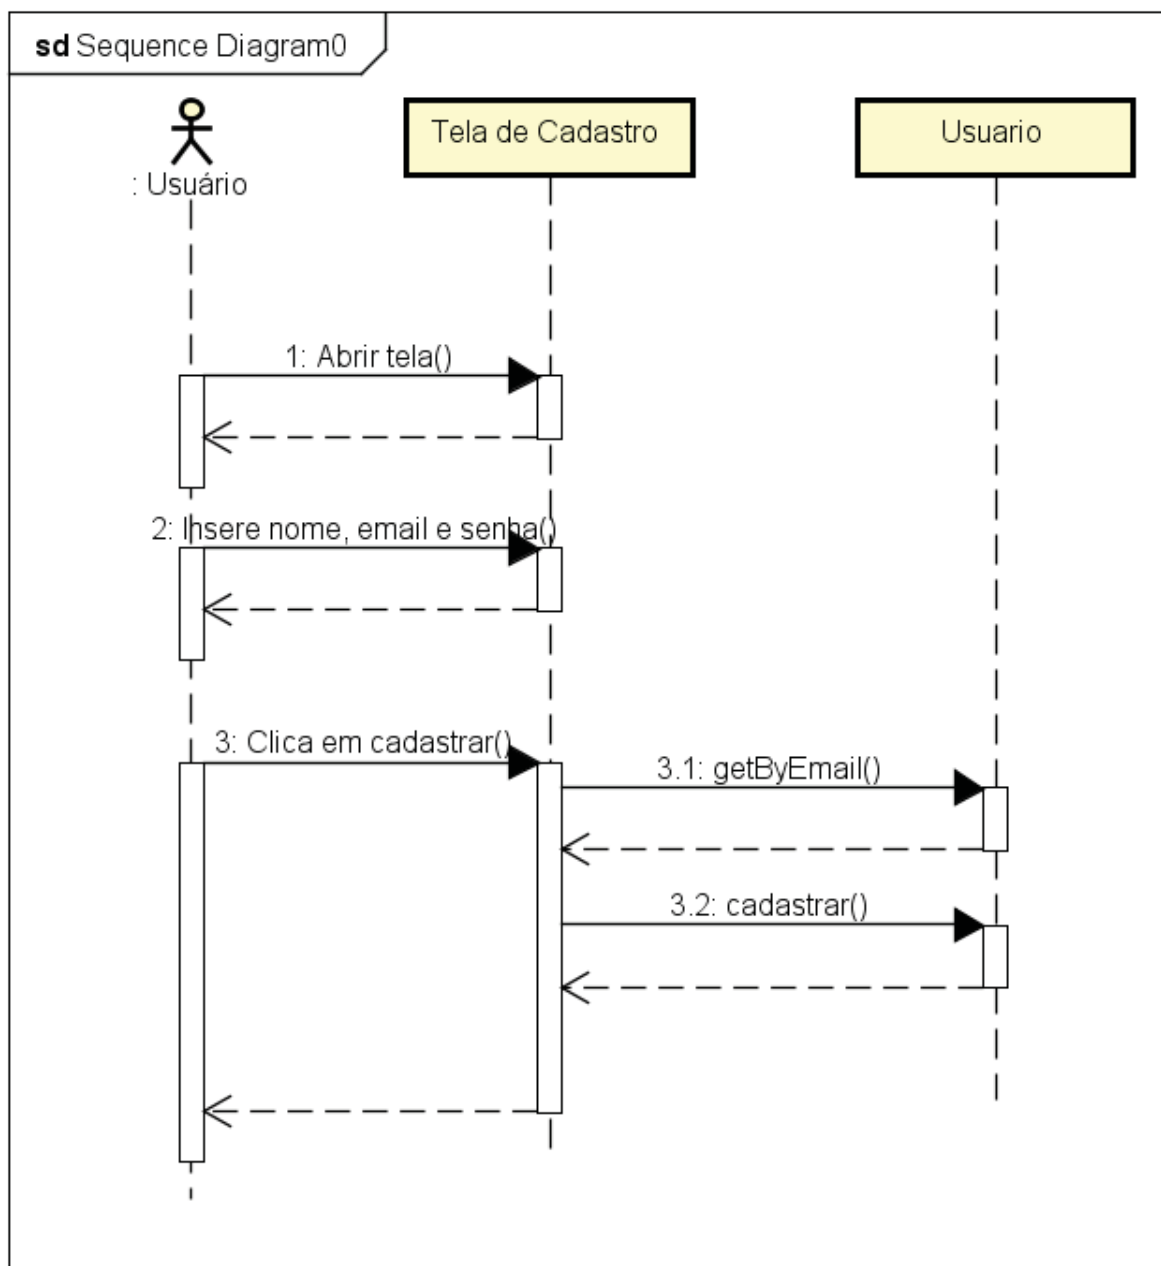 sd Sequence Diagram0
: Usuário
Tela de Cadastro
Usuario
1: Abrir tela()
2: Insere nome, email e senha()
3: Clica em cadastrar()
3.1: getByEmail()
3.2: cadastrar()